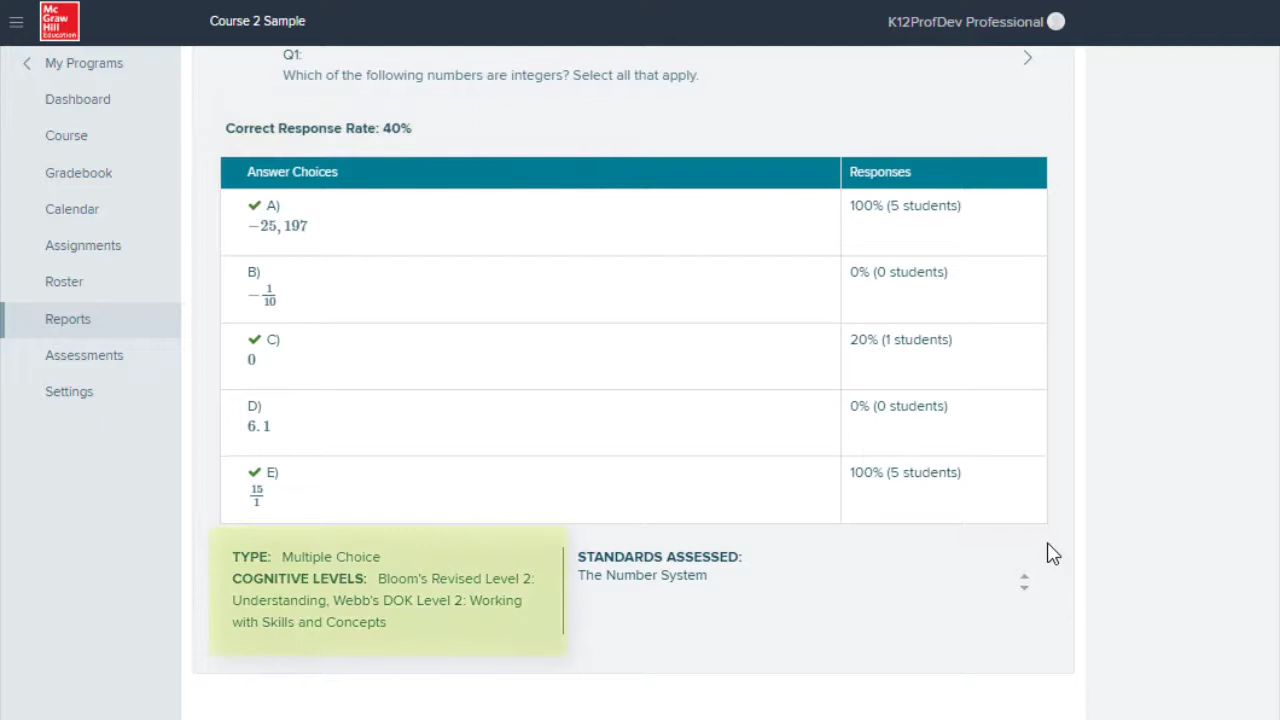 Mc
Graw
Hill
Education
Course 2 Sample
K12ProfDev Professional
My Programs
Dashboard
Course
Gradebook
Calendar
Assignments
Roster
Reports
Assessments
Settings
Q1:
Which of the following numbers are integers? Select all that apply.
Correct Response Rate: 40%
Answer Choices
Responses
A)
100% (5 students)
−25, 197
B)
0% (0 students)
−1/10
C)
20% (1 students)
0
D)
0% (0 students)
6.1
E)
100% (5 students)
15/1
TYPE: Multiple Choice
COGNITIVE LEVELS: Bloom's Revised Level 2:
Understanding, Webb's DOK Level 2: Working
with Skills and Concepts
STANDARDS ASSESSED:
The Number System